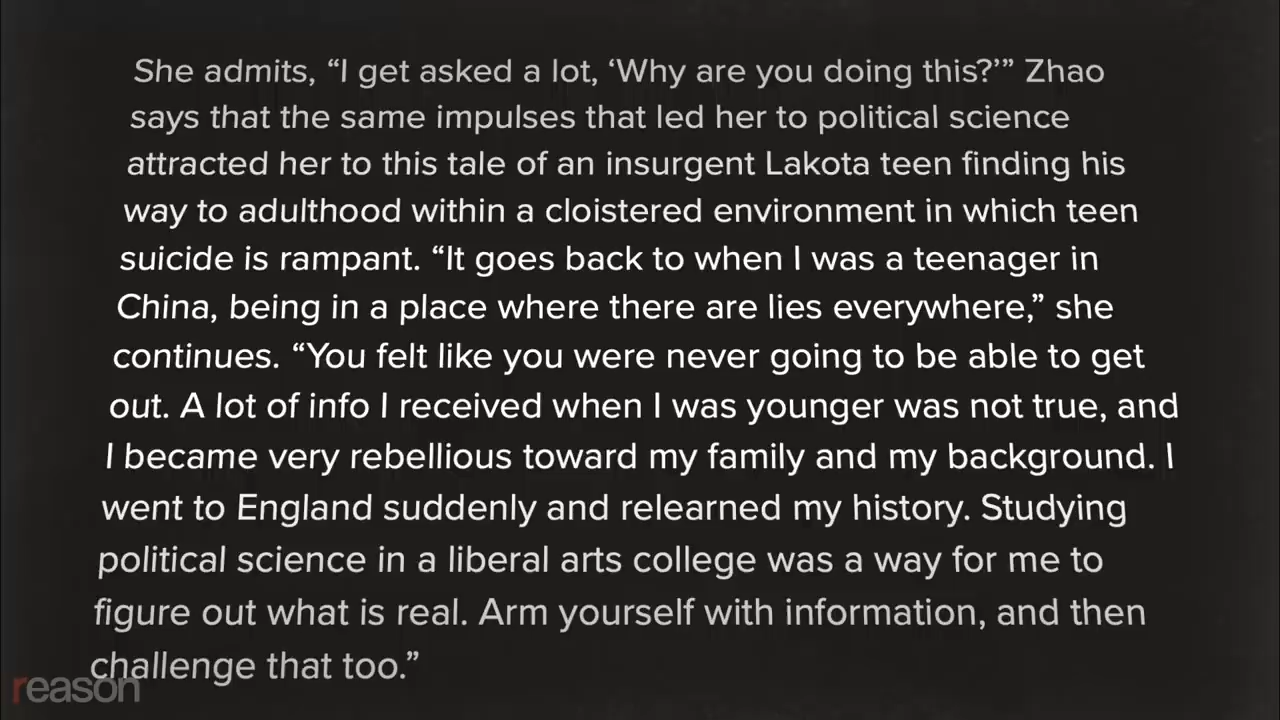 She admits, “I get asked a lot, ‘Why are you doing this?’” Zhao
says that the same impulses that led her to political science
attracted her to this tale of an insurgent Lakota teen finding his
way to adulthood within a cloistered environment in which teen
suicide is rampant. “It goes back to when I was a teenager in
China, being in a place where there are lies everywhere,” she
continues. “You felt like you were never going to be able to get
out. A lot of info I received when I was younger was not true, and
I became very rebellious toward my family and my background. I
went to England suddenly and relearned my history. Studying
political science in a liberal arts college was a way for me to
figure out what is real. Arm yourself with information, and then
challenge that too.”
reason